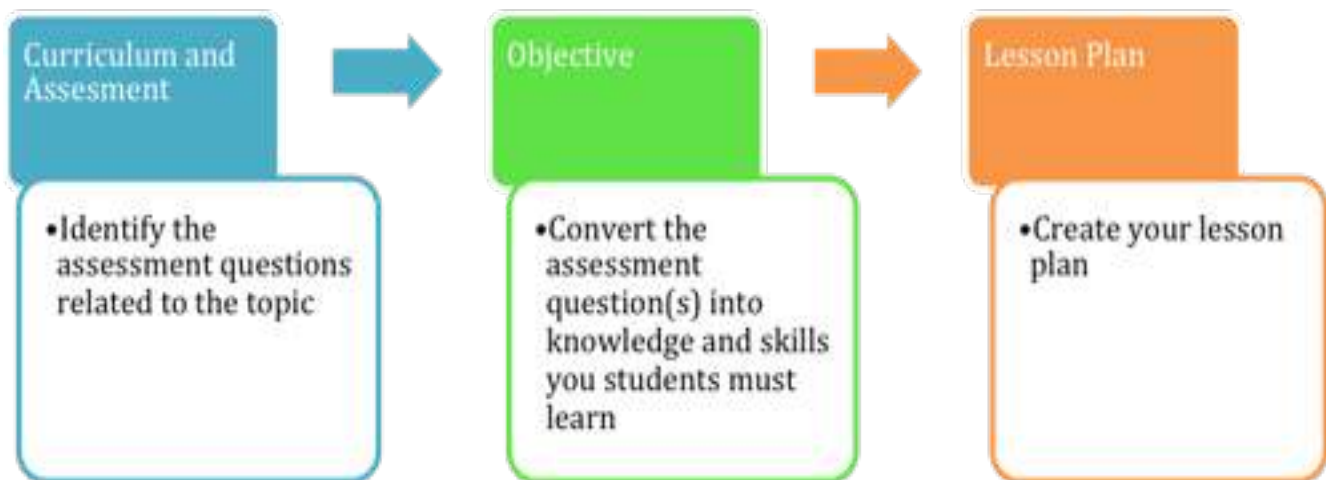 Curriculum and
Assesment
•Identify the
assessment questions
related to the topic
Objective
•Convert the
assessment
question(s) into
knowledge and skills
you students must
learn
Lesson Plan
•Create your lesson
plan